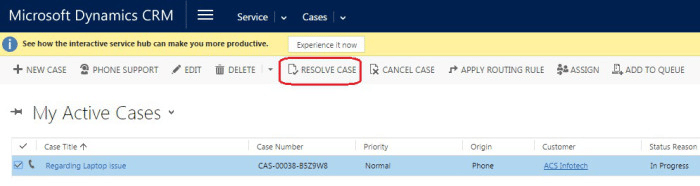 Microsoft Dynamics CRM Service Cases
See how the interactive service hub can make you more productive. Experience it now
NEW CASE PHONE SUPPORT EDIT DELETE RESOLVE CASE CANCEL CASE APPLY ROUTING RULE ASSIGN ADD TO QUEUE
My Active Cases
Case Title Case Number Priority Origin Customer Status Reason
Regarding Laptop Issue CAS-00038-B5Z9W8 Normal Phone ACS Infotech In Progress